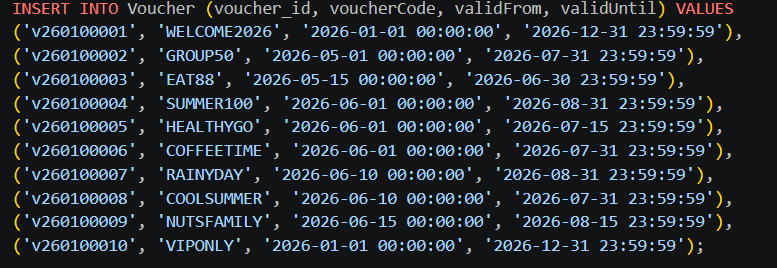 INSERT INTO Voucher (voucher_id, voucherCode, validFrom, validUntil) VALUES
('v260100001', 'WELCOME2026', '2026-01-01 00:00:00', '2026-12-31 23:59:59'),
('v260100002', 'GROUP50', '2026-05-01 00:00:00', '2026-07-31 23:59:59'),
('v260100003', 'EAT88', '2026-05-15 00:00:00', '2026-06-30 23:59:59'),
('v260100004', 'SUMMER100', '2026-06-01 00:00:00', '2026-08-31 23:59:59'),
('v260100005', 'HEALTHYGO', '2026-06-01 00:00:00', '2026-07-15 23:59:59'),
('v260100006', 'COFFEETIME', '2026-06-01 00:00:00', '2026-07-31 23:59:59'),
('v260100007', 'RAINYDAY', '2026-06-10 00:00:00', '2026-08-31 23:59:59'),
('v260100008', 'COOLSUMMER', '2026-06-10 00:00:00', '2026-07-31 23:59:59'),
('v260100009', 'NUTSFAMILY', '2026-06-15 00:00:00', '2026-08-15 23:59:59'),
('v260100010', 'VIPONLY', '2026-01-01 00:00:00', '2026-12-31 23:59:59');